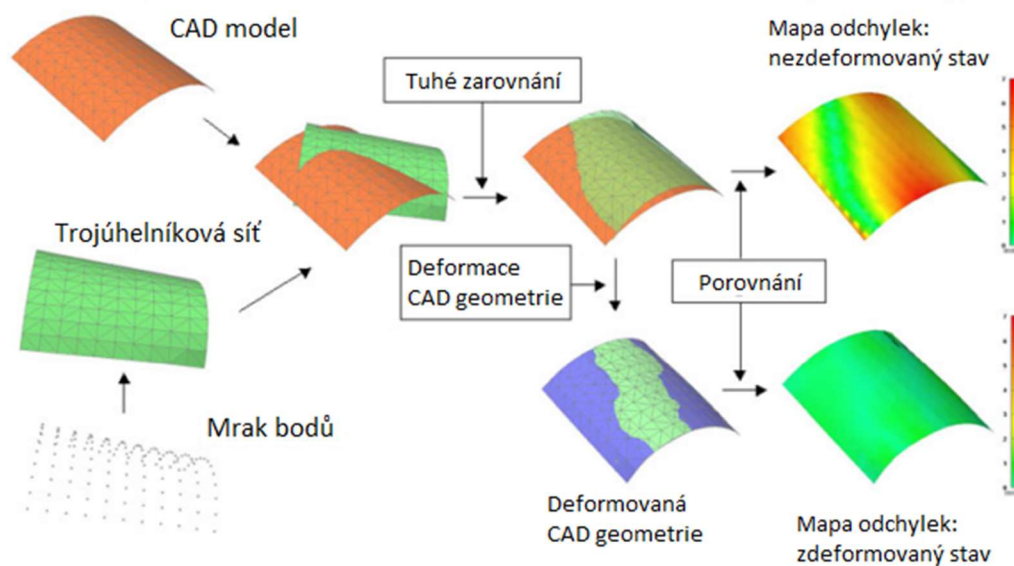 CAD model
Mapa odchylek:
nezdeformovaný stav
Tuhé zarovnání
Trojúhelníková síť
Deformace
CAD geometrie
Porovnání
Mrak bodů
Deformovaná
CAD geometrie
Mapa odchylek:
zdeformovaný stav